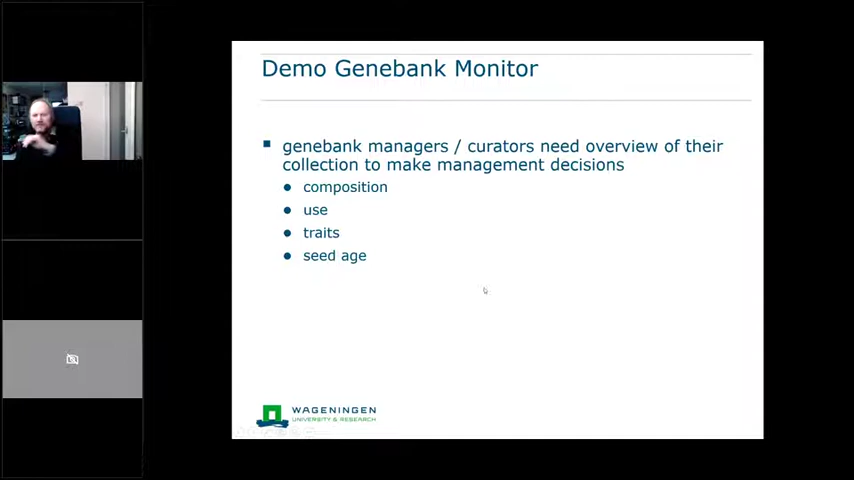 Demo Genebank Monitor
genebank managers / curators need overview of their
collection to make management decisions
composition
use
traits
seed age
WAGENINGEN
UNIVERSITY & RESEARCH